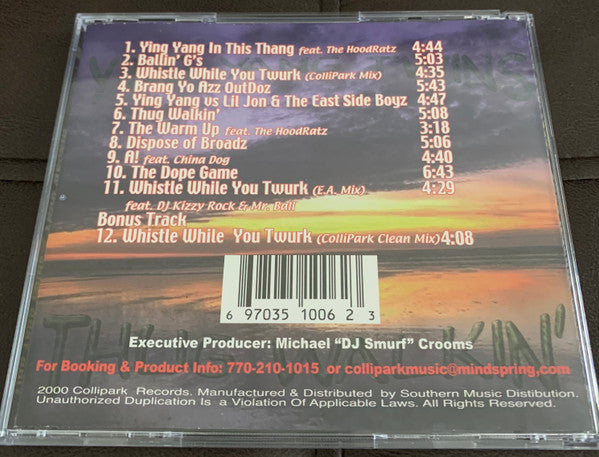 YING YANG TWINS
1. Ying Yang In This Thang feat. The HoodRatz 4:44
2. Ballin' G's 5:03
3. Whistle While You Twurk (ColliPark Mix) 4:35
4. Brang Yo Azz OutDoz 5:43
5. Ying Yang vs Lil Jon & The East Side Boyz 4:47
6. Thug Walkin' 5:08
7. The Warm Up feat. The HoodRatz 3:18
8. Dispose of Broadz 5:06
9. A! feat. China Dog 4:40
10. The Dope Game 6:43
11. Whistle While You Twurk (E.A. Mix) 4:29
feat. DJ Kizzy Rock & Mr. Ball
Bonus Track
12. Whistle While You Twurk (ColliPark Clean Mix) 4:08
6 97035 10062 3
THUG WALKIN'
Executive Producer: Michael "DJ Smurf" Crooms
For Booking & Product Info: 770-210-1015 or colliparkmusic@mindspring.com
2000 Collipark Records. Manufactured & Distributed by Southern Music Distibution.
Unauthorized Duplication Is a Violation Of Applicable Laws. All Rights Reserved.